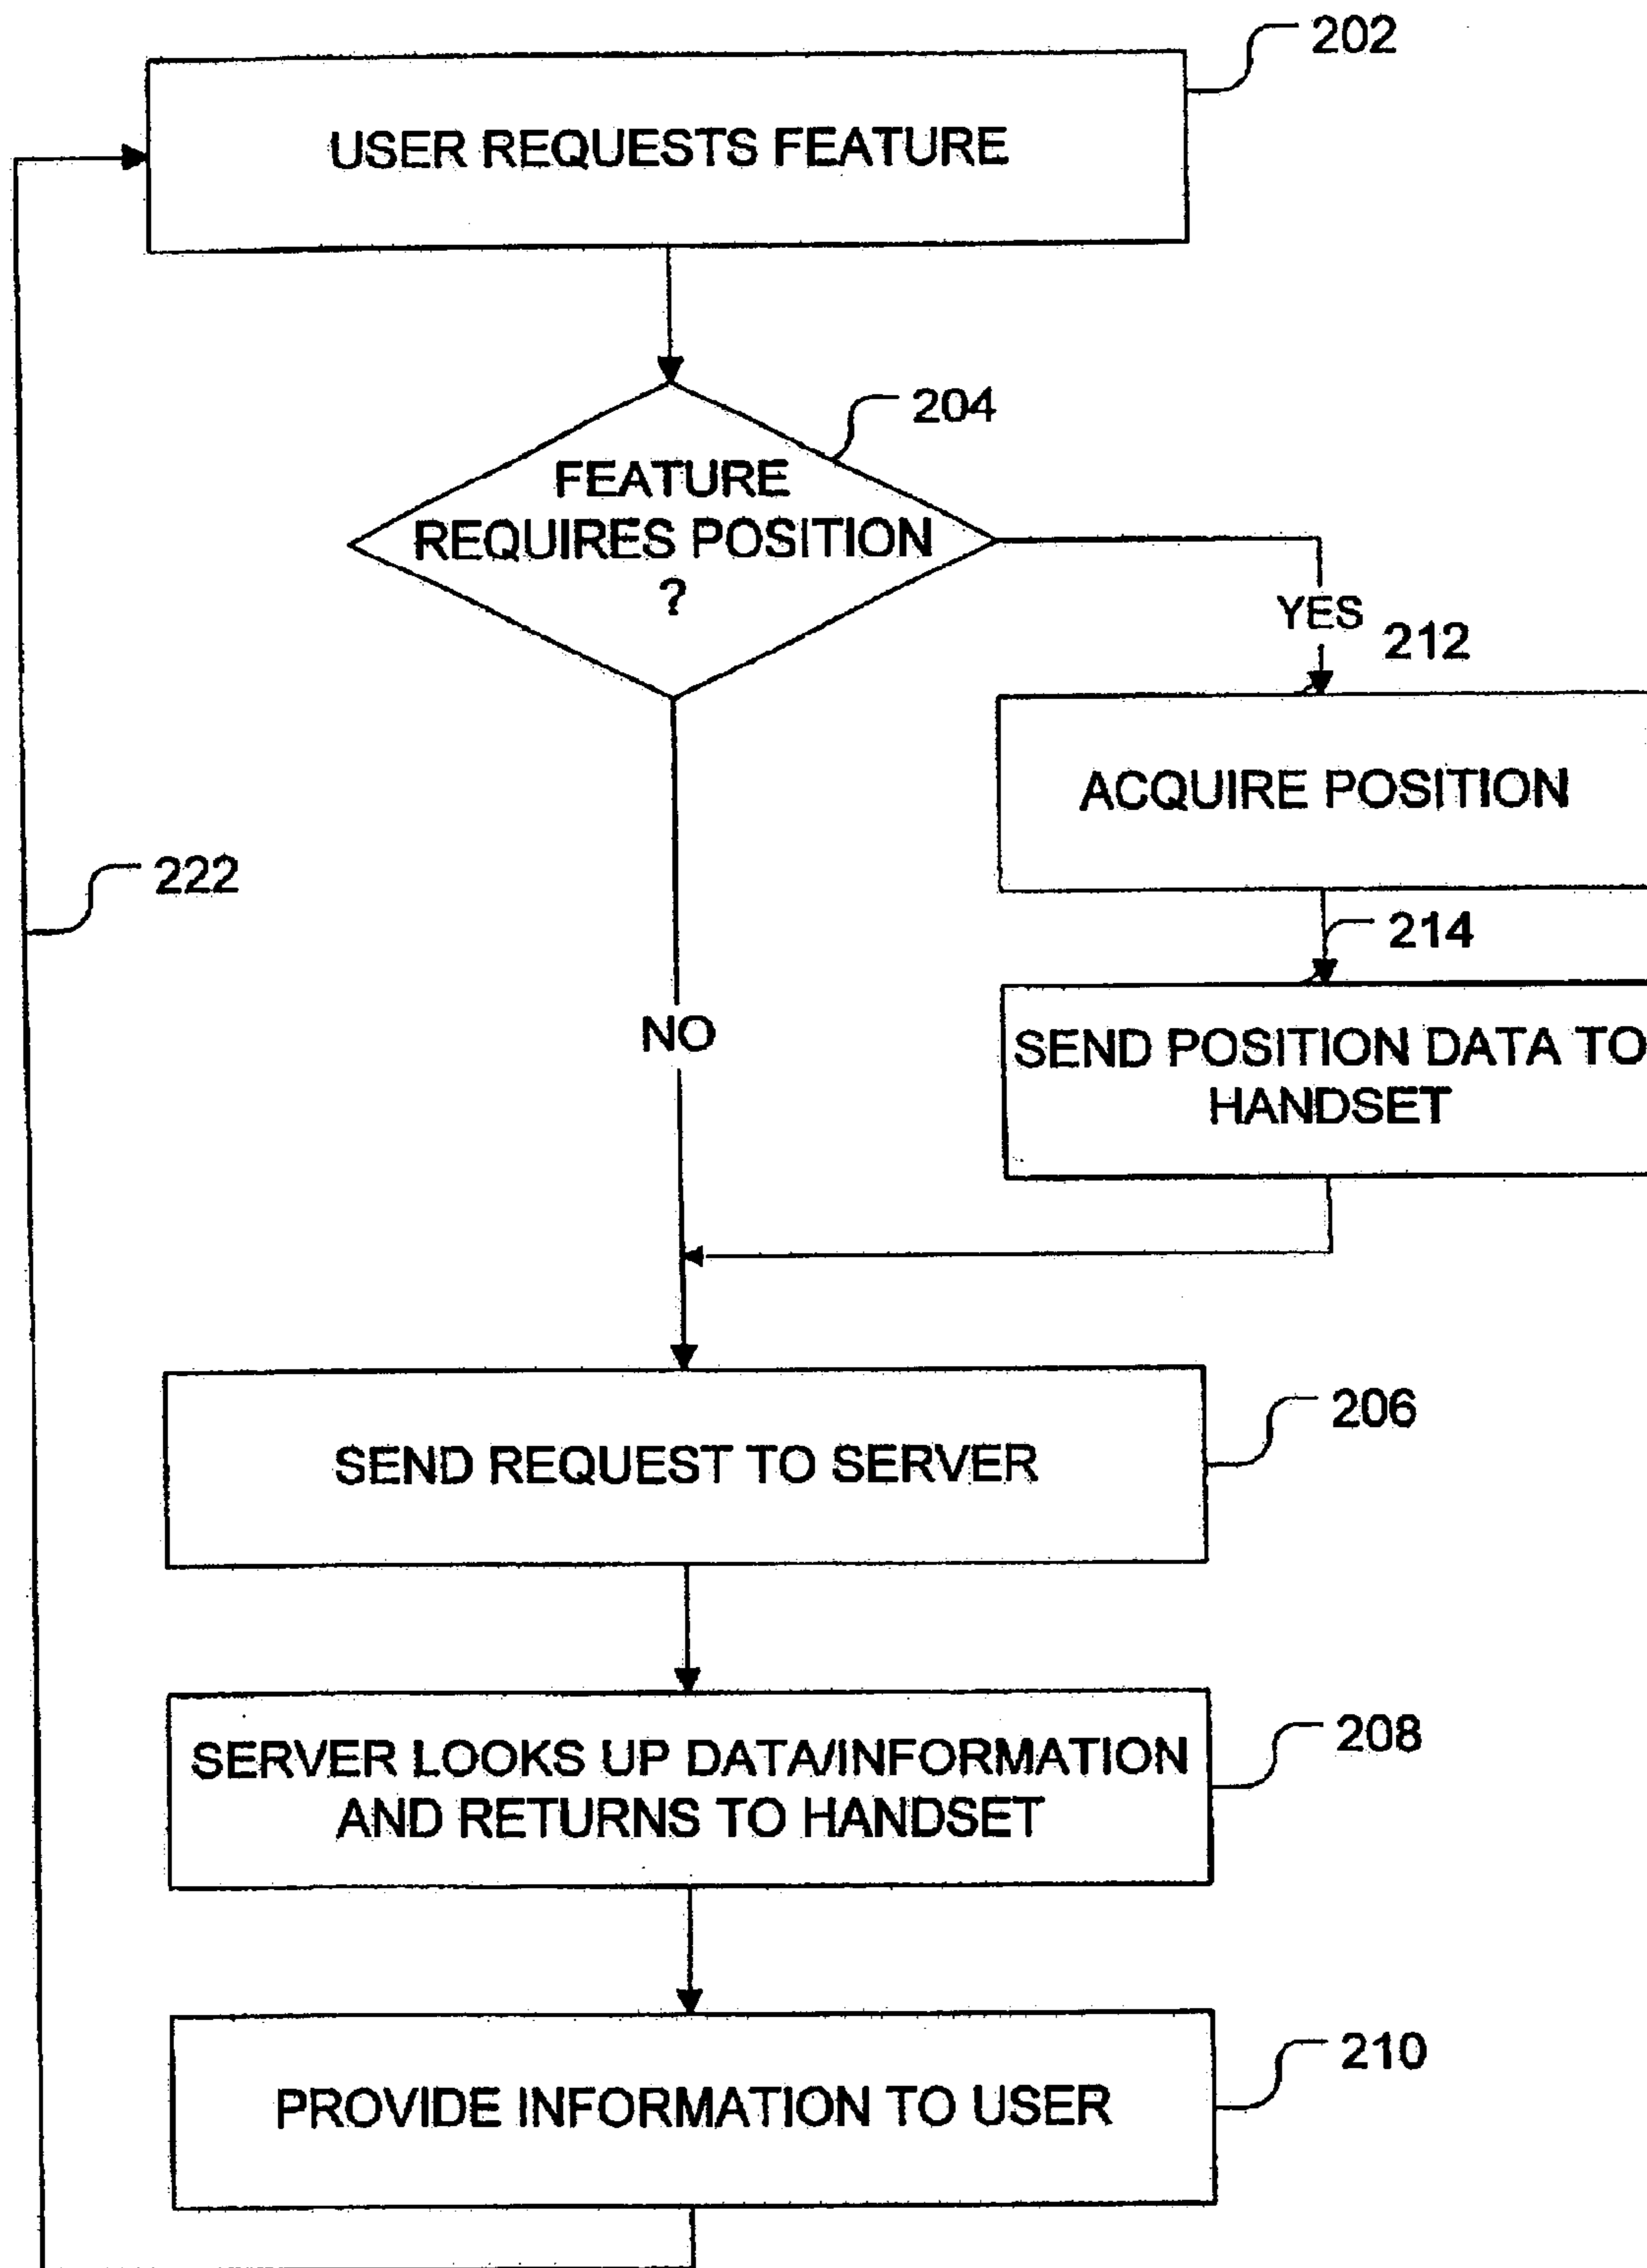 202
USER REQUESTS FEATURE
204
FEATURE
REQUIRES POSITION
?
YES
212
ACQUIRE POSITION
222
214
NO
SEND POSITION DATA TO
HANDSET
206
SEND REQUEST TO SERVER
208
SERVER LOOKS UP DATA/INFORMATION
AND RETURNS TO HANDSET
210
PROVIDE INFORMATION TO USER